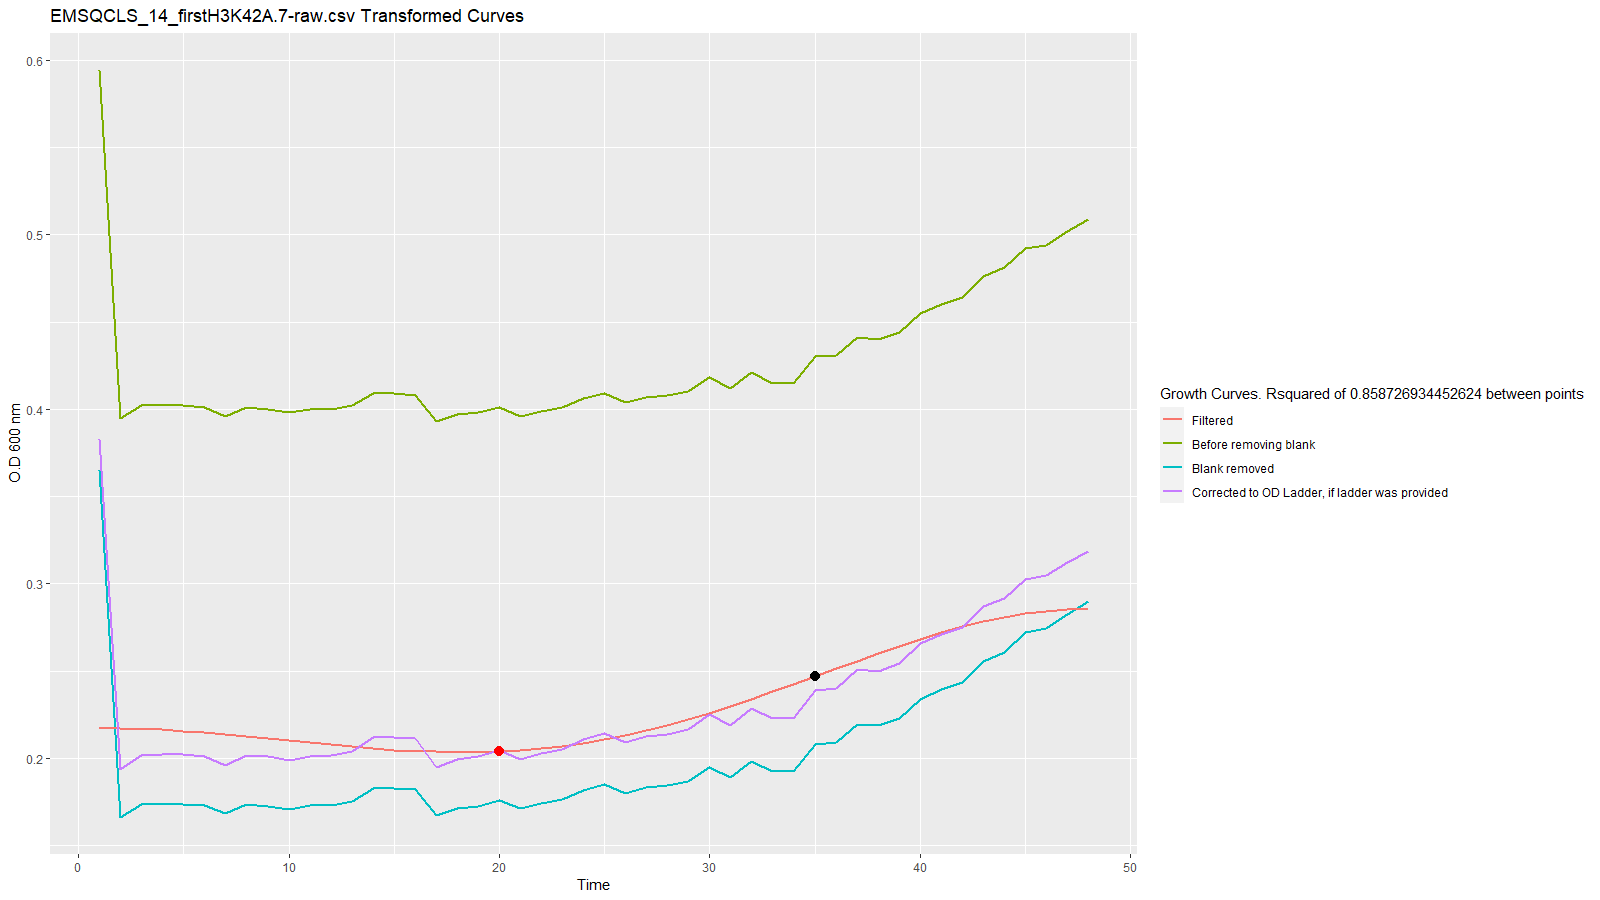 EMSQCLS_14_firstH3K42A.7-raw.csv Transformed Curves
0.6
0.5
0.4
0.3
0.2
O.D 600 nm
0
10
20
30
40
50
Time
Growth Curves. Rsquared of 0.858726934452624 between points
Filtered
Before removing blank
Blank removed
Corrected to OD Ladder, if ladder was provided